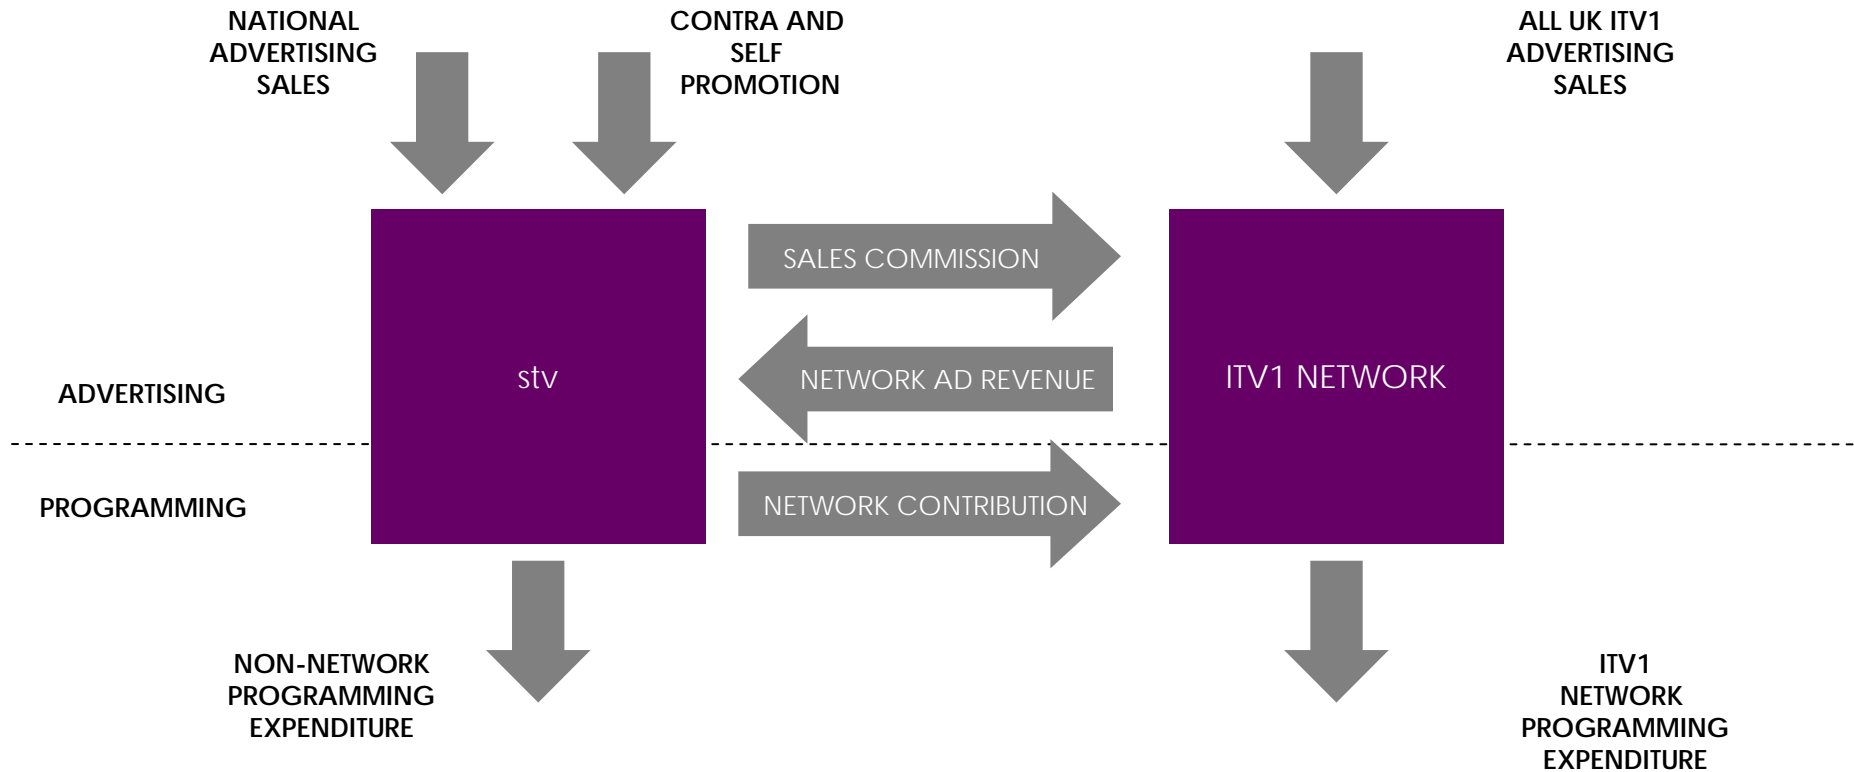 NATIONAL
ADVERTISING
SALES
CONTRA AND
SELF
PROMOTION
ALL UK ITV1
ADVERTISING
SALES
SALES COMMISSION
stv
NETWORK AD REVENUE
ITV1 NETWORK
ADVERTISING
PROGRAMMING
NETWORK CONTRIBUTION
NON-NETWORK
PROGRAMMING
EXPENDITURE
ITV1
NETWORK
PROGRAMMING
EXPENDITURE